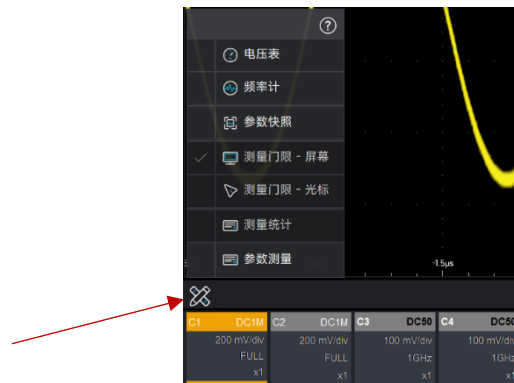 ?
电压表
频率计
参数快照
测量门限 - 屏幕
测量门限 - 光标
测量统计
参数测量
-1.5μs
C1 DC1M C2 DC1M C3 DC50 C4 DC50
200 mV/div 200 mV/div 100 mV/div 100 mV/div
FULL FULL 1GHz 1GHz
x1 x1 x1 x1